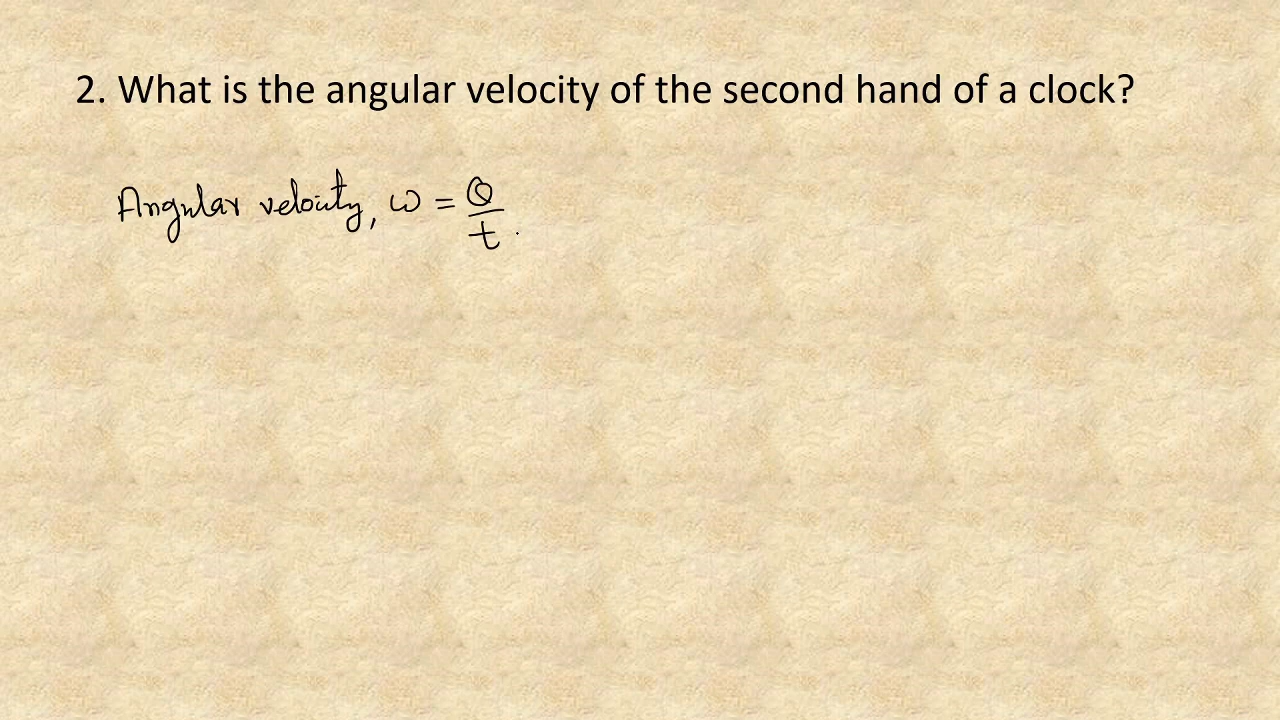 2. What is the angular velocity of the second hand of a clock?
Angular velocity, ω = θ/t.